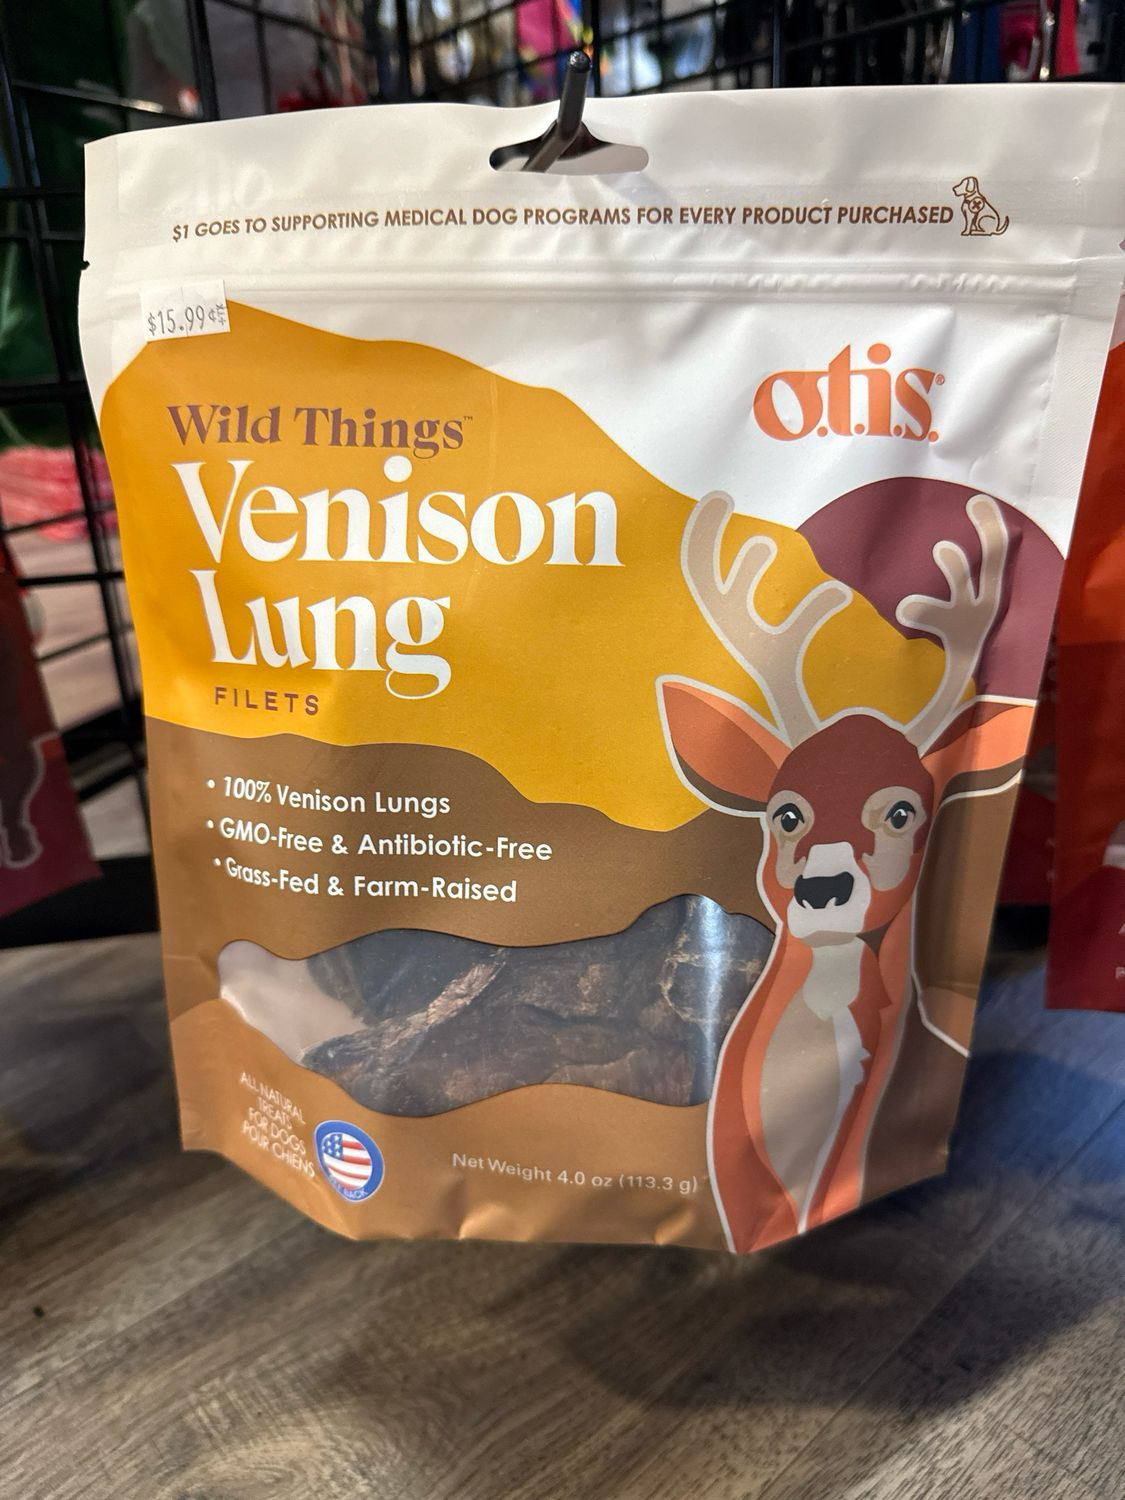 $1 GOES TO SUPPORTING MEDICAL DOG PROGRAMS FOR EVERY PRODUCT PURCHASED
$15.99
o.t.i.s.®
Wild Things™
Venison
Lung
FILETS
• 100% Venison Lungs
• GMO-Free & Antibiotic-Free
• Grass-Fed & Farm-Raised
ALL NATURAL
TREATS
FOR DOGS
POUR CHIENS
BACK
Net Weight 4.0 oz (113.3 g)